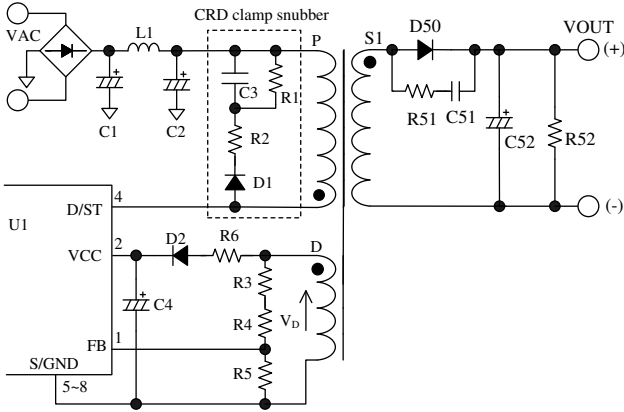 CRD clamp snubber
VAC
L1
P
S1
D50
VOUT
(+)
C3
R1
C1
C2
R51
C51
R2
C52
R52
D1
U1
D/ST
4
(-)
VCC
2
D2
R6
D
C4
R3
R4
VD
FB
1
R5
S/GND
5~8